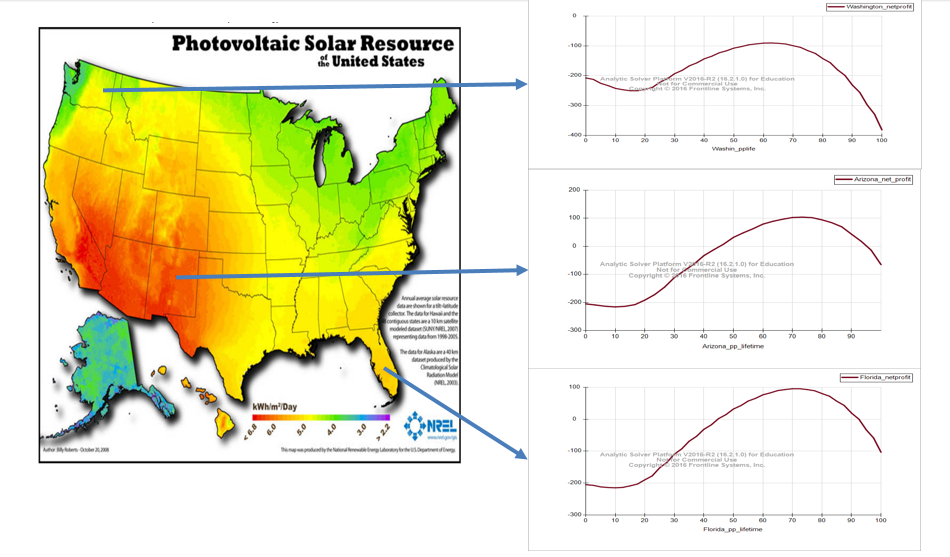 Photovoltaic Solar Resource
of the United States
Annual average solar resource
data are shown for a tilt=latitude
collector. The data for Hawaii and the
contiguous states are a 10 km satellite
modeled dataset (SUNY/NREL, 2007)
representing data from 1998-2005.
The data for Alaska are a 40 km
dataset produced by the
Climatological Solar
Radiation Model
(NREL, 2003).
kWh/m²/Day
< 6.8 6.0 5.0 4.0 3.0 > 2.2
NREL
www.nrel.gov/gis
Author: Billy Roberts - October 20, 2008
This map was produced by the National Renewable Energy Laboratory for the U.S. Department of Energy.
Washington_netprofit
0
-100
-200
-300
-400
Analytic Solver Platform V2016-R2 (16.2.1.0) for Education
Not for Commercial Use
Copyright © 2016 Frontline Systems, Inc.
0 10 20 30 40 50 60 70 80 90 100
Washin_pplife
Arizona_net_profit
200
100
0
-100
-200
-300
Analytic Solver Platform V2016-R2 (16.2.1.0) for Education
Not for Commercial Use
Copyright © 2016 Frontline Systems, Inc.
0 10 20 30 40 50 60 70 80 90
Arizona_pp_lifetime
Florida_netprofit
100
0
-100
-200
-300
Analytic Solver Platform V2016-R2 (16.2.1.0) for Education
Not for Commercial Use
Copyright © 2016 Frontline Systems, Inc.
0 10 20 30 40 50 60 70 80 90 100
Florida_pp_lifetime